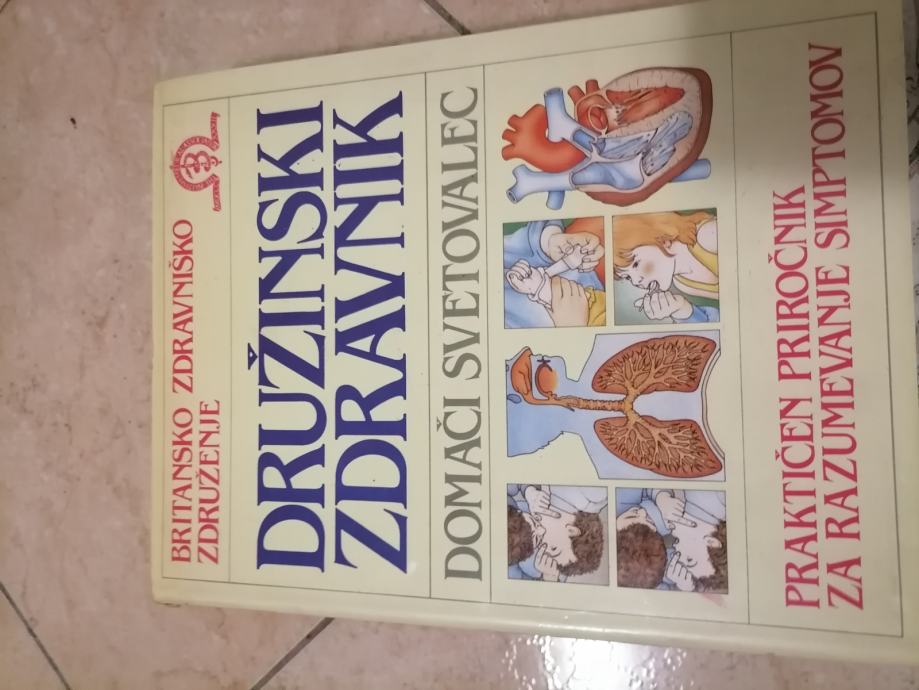 BRITANSKO ZDRAVNIŠKO
ZDRUŽENJE
DRUŽINSKI
ZDRAVNIK
DOMAČI SVETOVALEC
PRAKTIČEN PRIROČNIK
ZA RAZUMEVANJE SIMPTOMOV